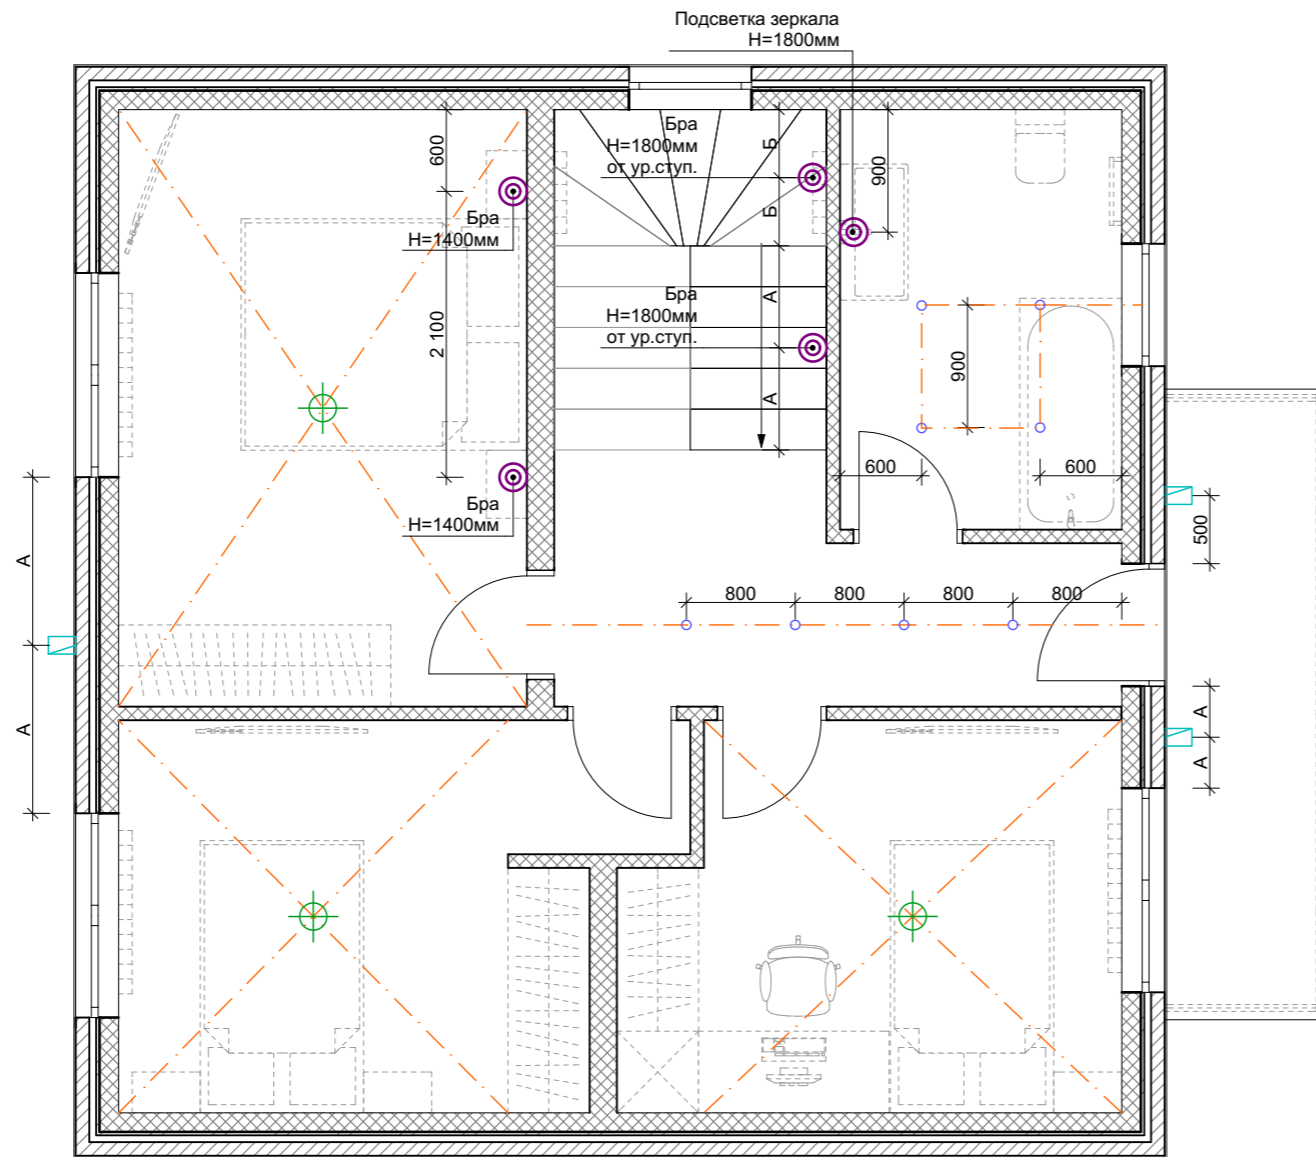 Подсветка зеркала
H=1800мм
Бра
H=1800мм
от ур.ступ.
Б
600
900
Б
Бра
H=1400мм
Бра
H=1800мм
от ур.ступ.
А
2 100
900
А
600
600
Бра
H=1400мм
500
А
800
800
800
800
А
А
А